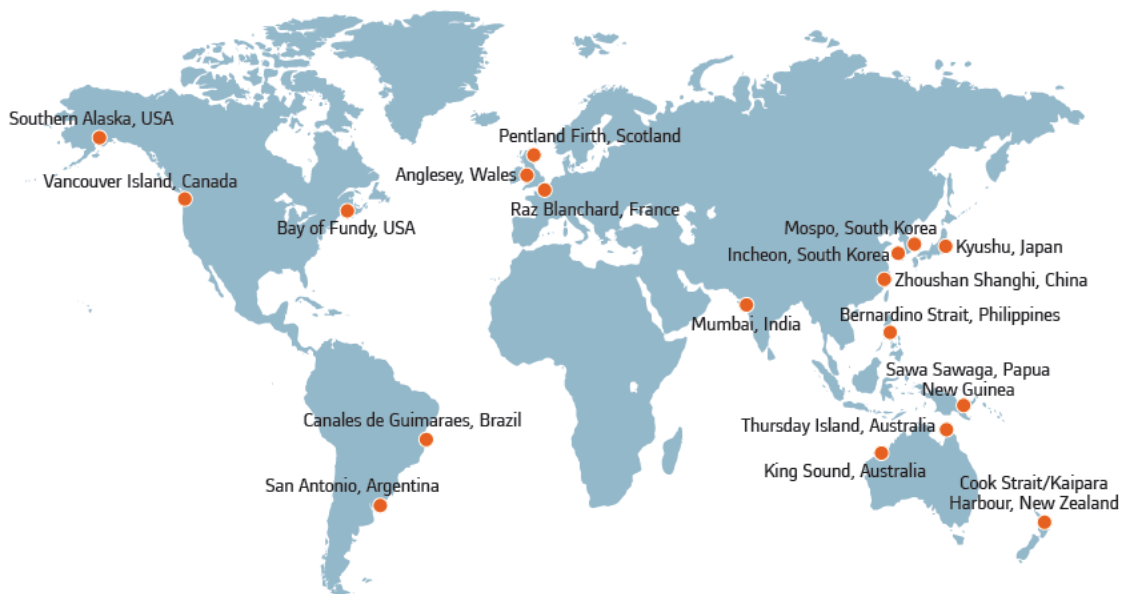 Southern Alaska, USA
Pentland Firth, Scotland
Anglesey, Wales
Vancouver Island, Canada
Raz Blanchard, France
Bay of Fundy, USA
Mospo, South Korea
Kyushu, Japan
Incheon, South Korea
Zhoushan Shanghi, China
Mumbai, India
Bernardino Strait, Philippines
Sawa Sawaga, Papua
New Guinea
Canales de Guimaraes, Brazil
Thursday Island, Australia
King Sound, Australia
San Antonio, Argentina
Cook Strait/Kaipara
Harbour, New Zealand